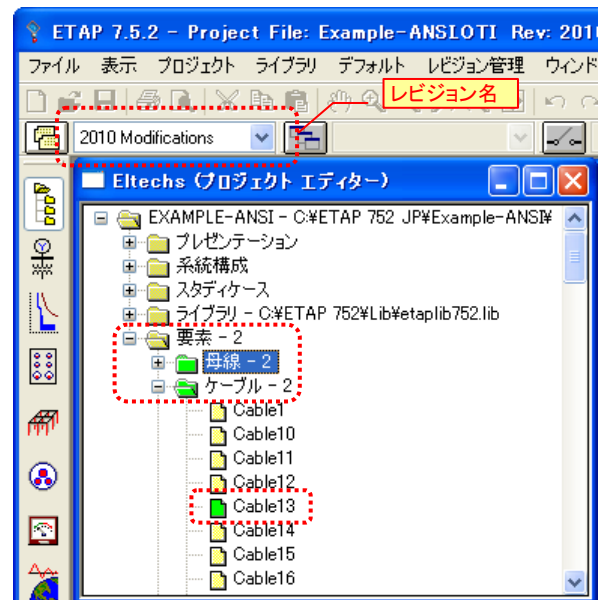 ETAP 7.5.2 - Project File: Example-ANSI.OTI Rev: 201
ファイル 表示 プロジェクト ライブラリ デフォルト レビジョン管理 ウィンド
レビジョン名
2010 Modifications
Eltechs (プロジェクト エディター)
EXAMPLE-ANSI - C:¥ETAP 752 JP¥Example-ANSI¥
プレゼンテーション
系統構成
スタディケース
ライブラリ - C:¥ETAP 752¥Lib¥etaplib752.lib
要素 - 2
母線 - 2
ケーブル - 2
Cable1
Cable10
Cable11
Cable12
Cable13
Cable14
Cable15
Cable16